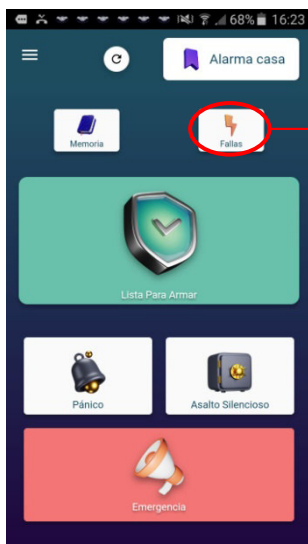 68% 16:23
Alarma casa
Memoria
Fallas
Lista Para Armar
Pánico
Asalto Silencioso
Emergencia